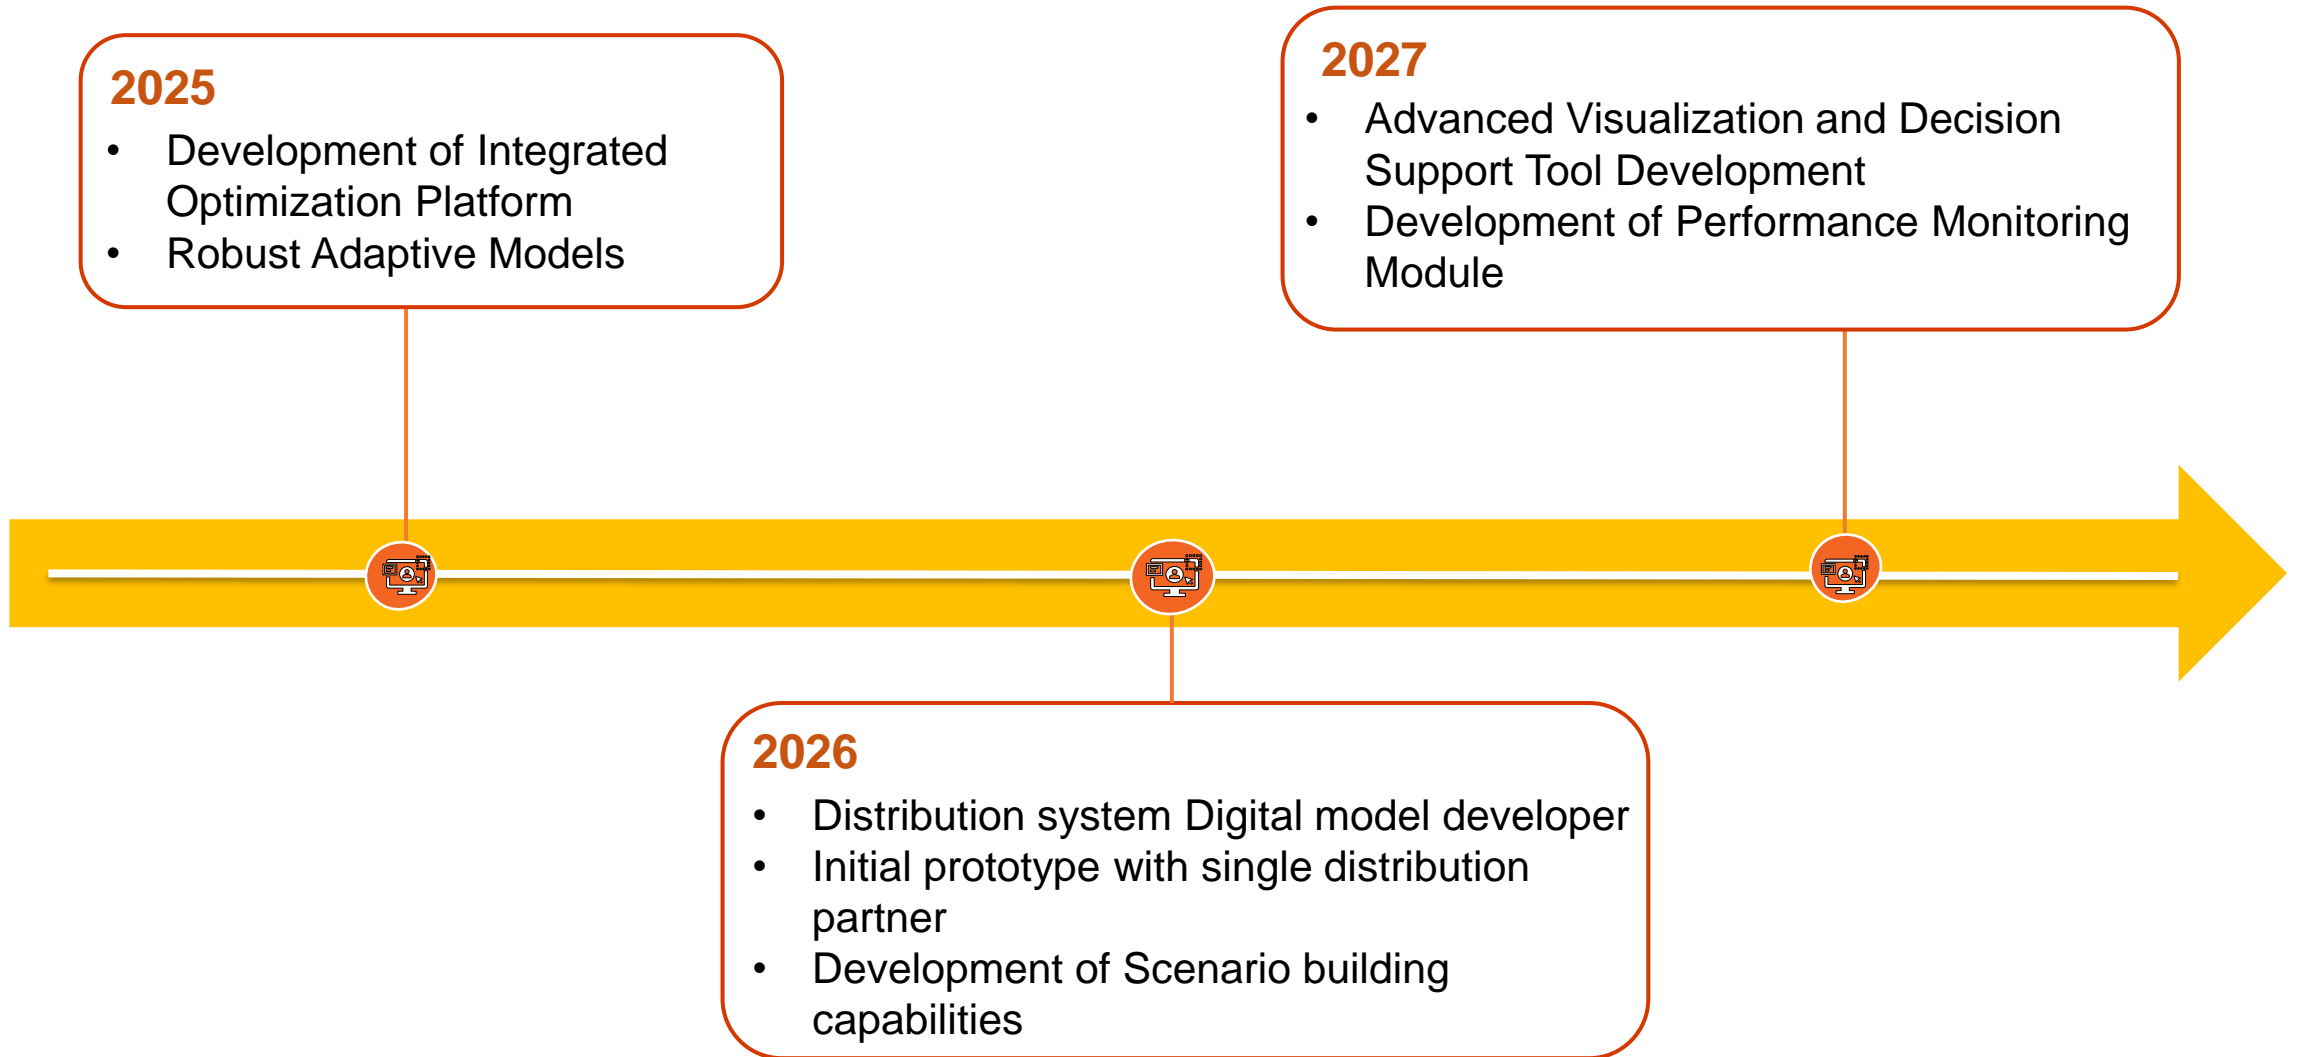 2025
• Development of Integrated
Optimization Platform
• Robust Adaptive Models
2027
• Advanced Visualization and Decision
Support Tool Development
• Development of Performance Monitoring
Module
2026
• Distribution system Digital model developer
• Initial prototype with single distribution
partner
• Development of Scenario building
capabilities